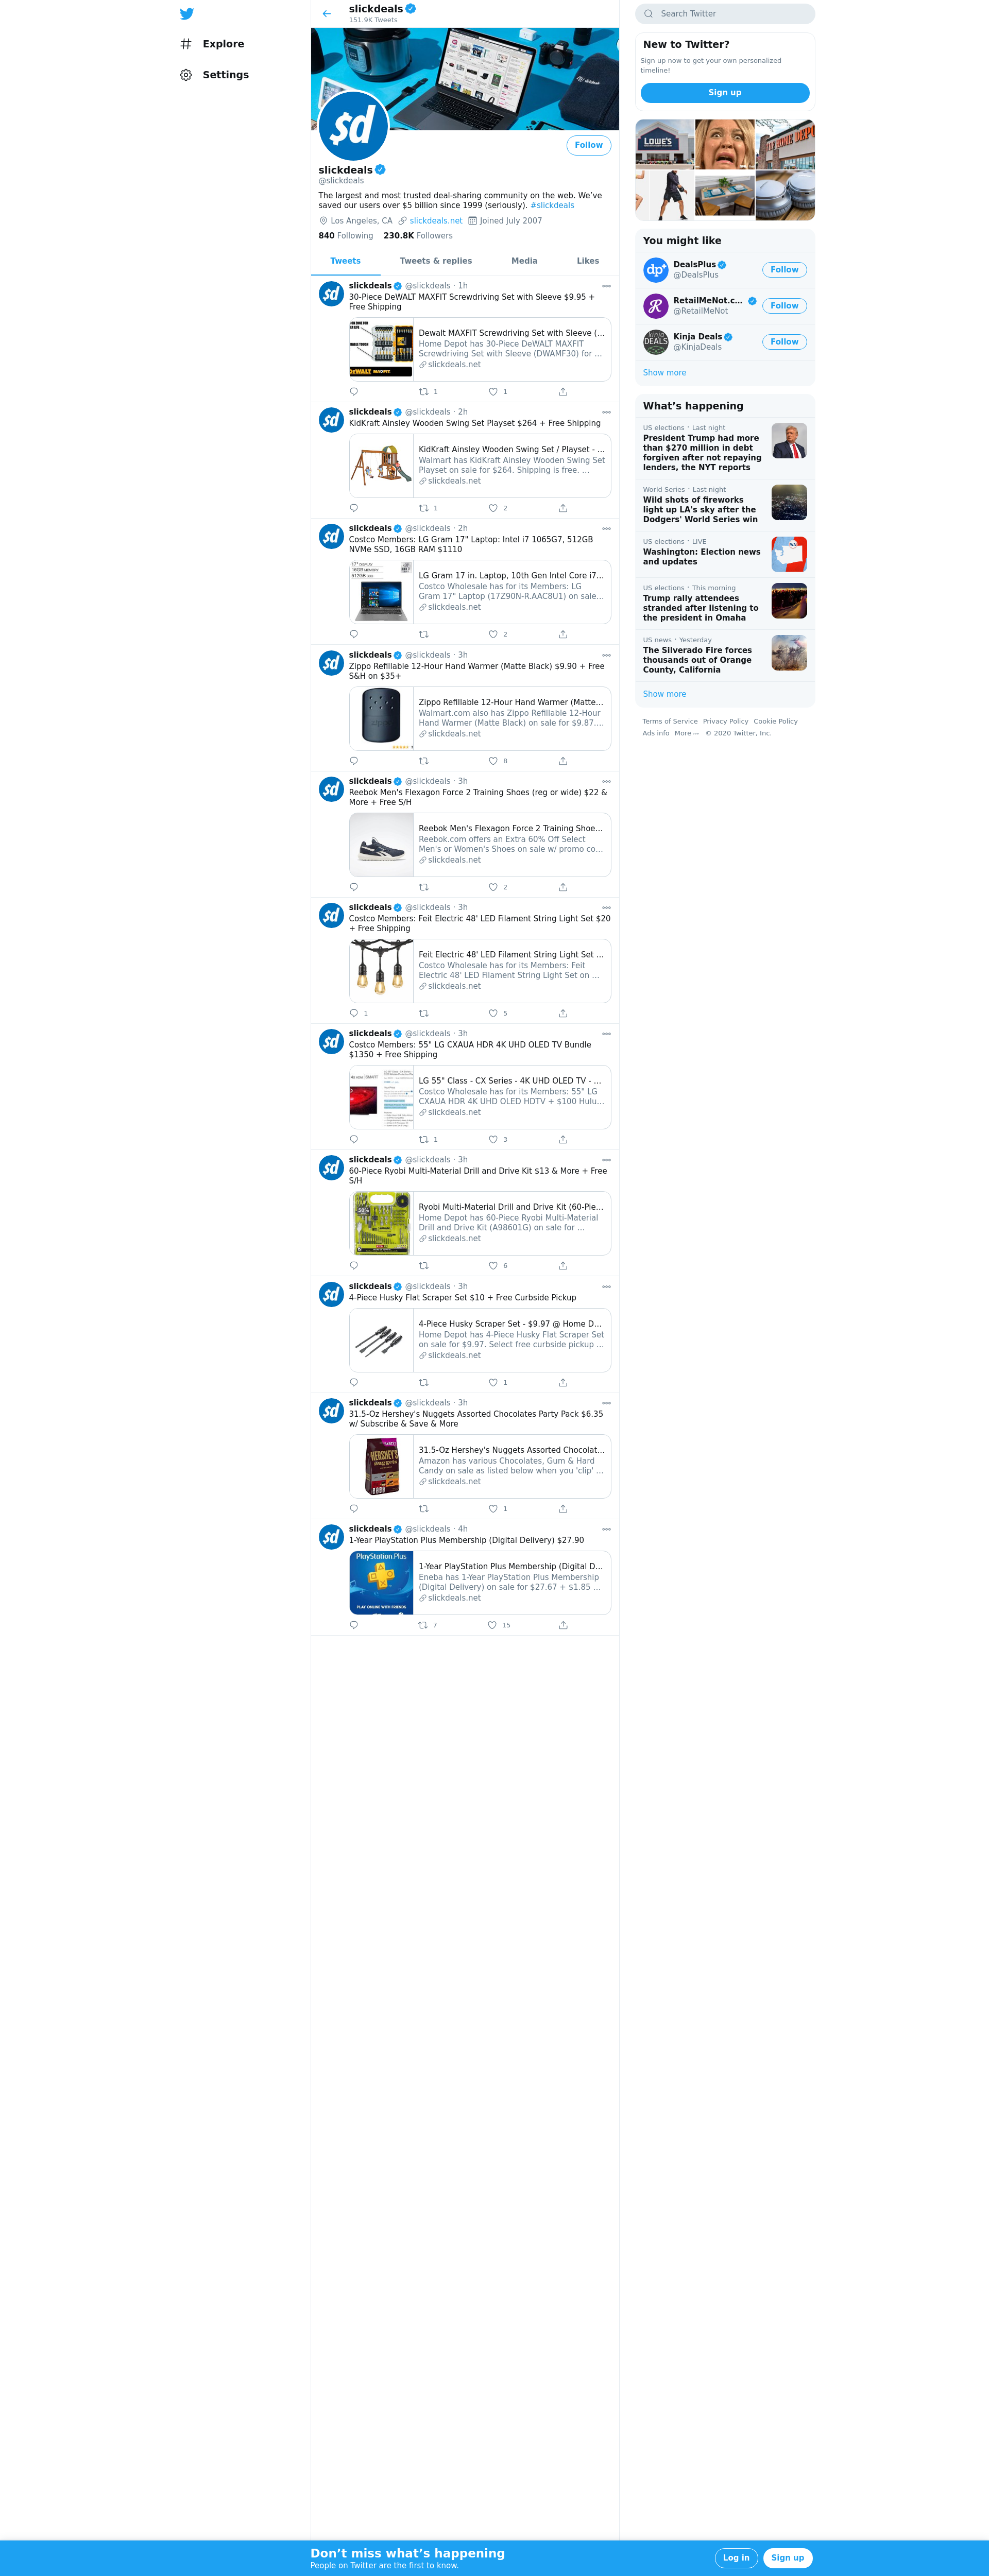 Explore
Settings
slickdeals
151.9K Tweets
slickdeals
$d
Follow
slickdeals
@slickdeals
The largest and most trusted deal-sharing community on the web. We’ve
saved our users over $5 billion since 1999 (seriously). #slickdeals
Los Angeles, CA slickdeals.net Joined July 2007
840 Following 230.8K Followers
Tweets Tweets & replies Media Likes
$d
slickdeals @slickdeals · 1h
30-Piece DeWALT MAXFIT Screwdriving Set with Sleeve $9.95 +
Free Shipping
DeWALT MAXFIT
Dewalt MAXFIT Screwdriving Set with Sleeve (...
Home Depot has 30-Piece DeWALT MAXFIT
Screwdriving Set with Sleeve (DWAMF30) for ...
slickdeals.net
1 1
$d
slickdeals @slickdeals · 2h
KidKraft Ainsley Wooden Swing Set Playset $264 + Free Shipping
KidKraft Ainsley Wooden Swing Set / Playset - ...
Walmart has KidKraft Ainsley Wooden Swing Set
Playset on sale for $264. Shipping is free. ...
slickdeals.net
1 2
$d
slickdeals @slickdeals · 2h
Costco Members: LG Gram 17" Laptop: Intel i7 1065G7, 512GB
NVMe SSD, 16GB RAM $1110
16GB MEMORY
512GB
LG Gram 17 in. Laptop, 10th Gen Intel Core i7...
Costco Wholesale has for its Members: LG
Gram 17" Laptop (17Z90N-R.AAC8U1) on sale...
slickdeals.net
2
$d
slickdeals @slickdeals · 3h
Zippo Refillable 12-Hour Hand Warmer (Matte Black) $9.90 + Free
S&H on $35+
Zippo Refillable 12-Hour Hand Warmer (Matte...
Walmart.com also has Zippo Refillable 12-Hour
Hand Warmer (Matte Black) on sale for $9.87....
slickdeals.net
8
$d
slickdeals @slickdeals · 3h
Reebok Men's Flexagon Force 2 Training Shoes (reg or wide) $22 &
More + Free S/H
Reebok Men's Flexagon Force 2 Training Shoe...
Reebok.com offers an Extra 60% Off Select
Men's or Women's Shoes on sale w/ promo co...
slickdeals.net
2
$d
slickdeals @slickdeals · 3h
Costco Members: Feit Electric 48' LED Filament String Light Set $20
+ Free Shipping
Feit Electric 48' LED Filament String Light Set ...
Costco Wholesale has for its Members: Feit
Electric 48' LED Filament String Light Set on ...
slickdeals.net
1 5
$d
slickdeals @slickdeals · 3h
Costco Members: 55" LG CXAUA HDR 4K UHD OLED TV Bundle
$1350 + Free Shipping
LG 55" Class - CX Series - 4K UHD OLED TV - ...
Costco Wholesale has for its Members: 55" LG
CXAUA HDR 4K UHD OLED HDTV + $100 Hulu...
slickdeals.net
1 3
$d
slickdeals @slickdeals · 3h
60-Piece Ryobi Multi-Material Drill and Drive Kit $13 & More + Free
S/H
Ryobi Multi-Material Drill and Drive Kit (60-Pie...
Home Depot has 60-Piece Ryobi Multi-Material
Drill and Drive Kit (A98601G) on sale for ...
slickdeals.net
6
$d
slickdeals @slickdeals · 3h
4-Piece Husky Flat Scraper Set $10 + Free Curbside Pickup
4-Piece Husky Scraper Set - $9.97 @ Home D...
Home Depot has 4-Piece Husky Flat Scraper Set
on sale for $9.97. Select free curbside pickup ...
slickdeals.net
1
$d
slickdeals @slickdeals · 3h
31.5-Oz Hershey's Nuggets Assorted Chocolates Party Pack $6.35
w/ Subscribe & Save & More
HERSHEY'S
nuggets
31.5-Oz Hershey's Nuggets Assorted Chocolat...
Amazon has various Chocolates, Gum & Hard
Candy on sale as listed below when you 'clip' ...
slickdeals.net
1
$d
slickdeals @slickdeals · 4h
1-Year PlayStation Plus Membership (Digital Delivery) $27.90
PlayStation.Plus
PLAY ONLINE WITH FRIENDS
1-Year PlayStation Plus Membership (Digital D...
Eneba has 1-Year PlayStation Plus Membership
(Digital Delivery) on sale for $27.67 + $1.85 ...
slickdeals.net
7 15
Search Twitter
New to Twitter?
Sign up now to get your own personalized
timeline!
Sign up
LOWE'S
THE HOME DEPOT
You might like
dp
DealsPlus
@DealsPlus
Follow
R
RetailMeNot.c...
@RetailMeNot
Follow
KINJA DEALS
Kinja Deals
@KinjaDeals
Follow
Show more
What’s happening
US elections · Last night
President Trump had more
than $270 million in debt
forgiven after not repaying
lenders, the NYT reports
World Series · Last night
Wild shots of fireworks
light up LA's sky after the
Dodgers' World Series win
US elections · LIVE
Washington: Election news
and updates
US elections · This morning
Trump rally attendees
stranded after listening to
the president in Omaha
US news · Yesterday
The Silverado Fire forces
thousands out of Orange
County, California
Show more
Terms of Service Privacy Policy Cookie Policy
Ads info More © 2020 Twitter, Inc.
Don’t miss what’s happening
People on Twitter are the first to know.
Log in Sign up